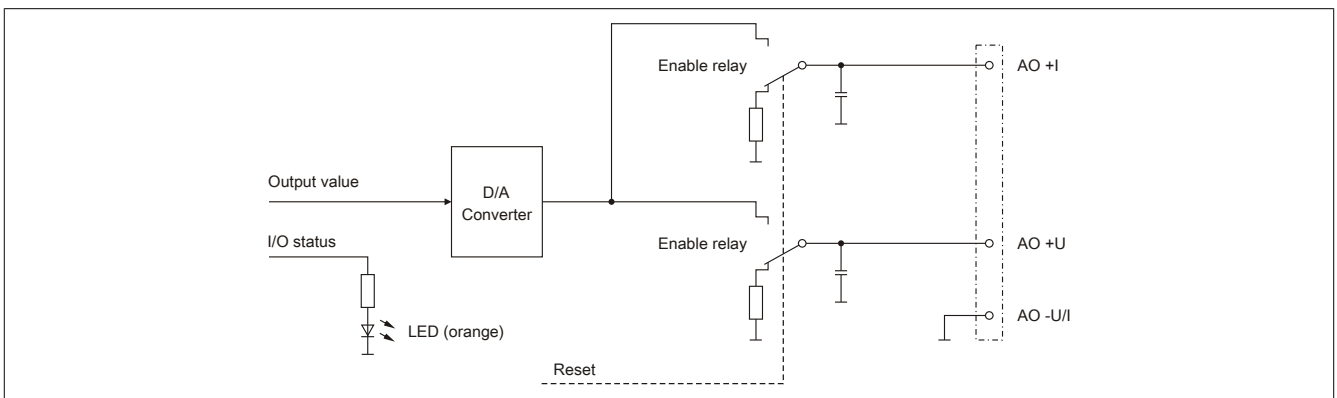 Enable relay
AO +I
Output value
D/A
Converter
I/O status
Enable relay
AO +U
LED (orange)
AO -U/I
Reset